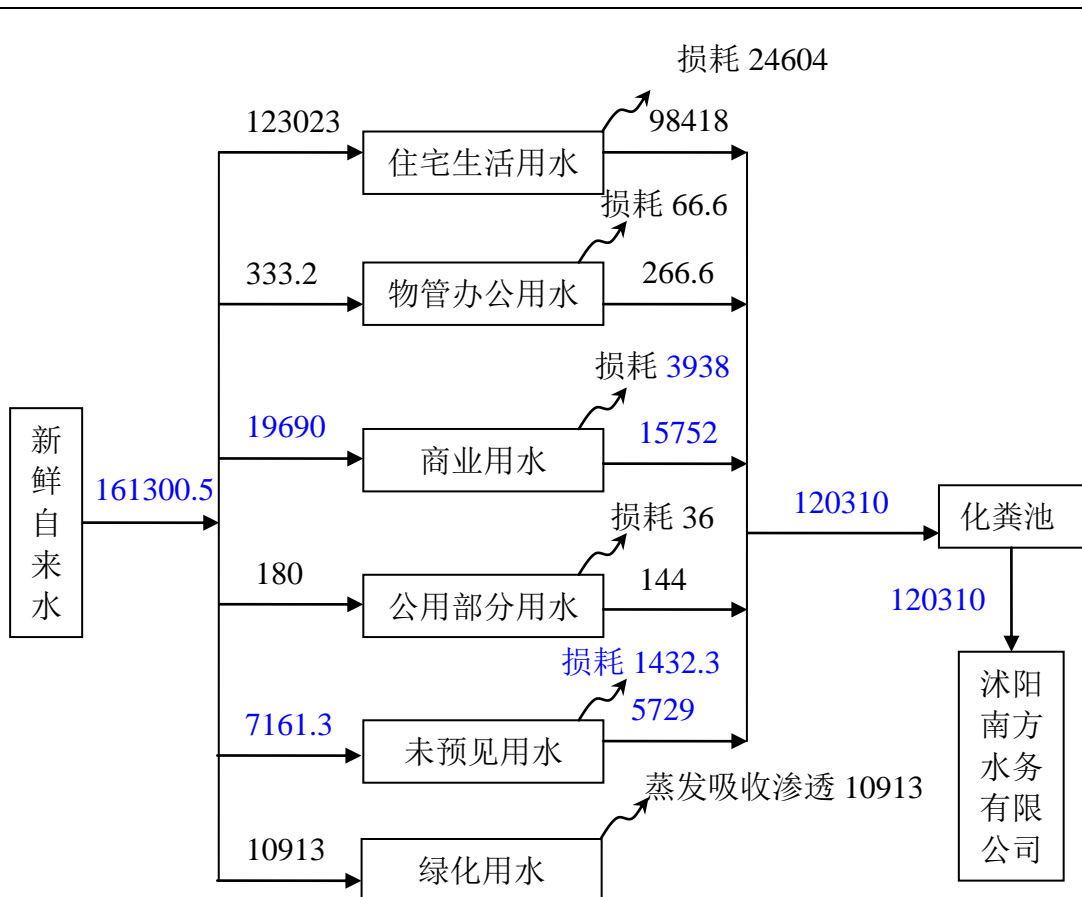 损耗 24604
123023
住宅生活用水
98418
损耗 66.6
333.2
物管办公用水
266.6
损耗 3938
19690
商业用水
15752
新
鲜
自
来
水
161300.5
损耗 36
180
公用部分用水
144
120310
化粪池
120310
损耗 1432.3
7161.3
未预见用水
5729
沭阳
南方
水务
有限
公司
蒸发吸收渗透 10913
10913
绿化用水